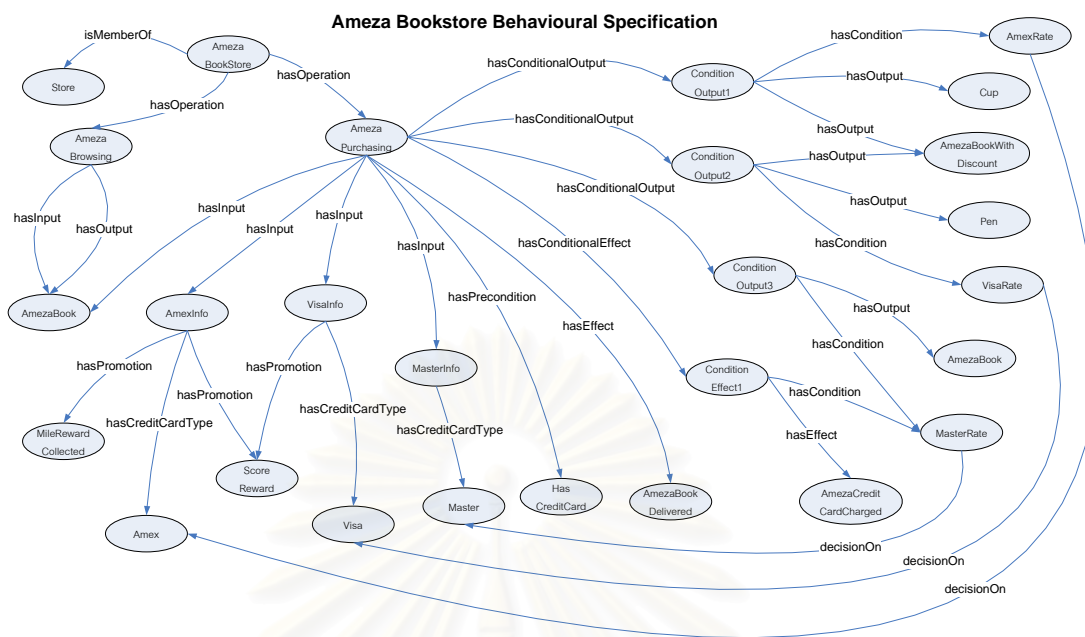 Ameza Bookstore Behavioural Specification
isMemberOf
Ameza
BookStore
Store
hasOperation
hasOperation
Ameza
Browsing
Ameza
Purchasing
hasConditionalOutput
hasConditionalOutput
hasConditionalOutput
Condition
Output1
hasCondition
AmexRate
hasOutput
Cup
hasOutput
AmezaBookWith
Discount
Condition
Output2
hasOutput
hasOutput
Pen
hasCondition
VisaRate
hasInput
hasOutput
hasInput
hasInput
hasInput
hasInput
hasConditionalEffect
hasPrecondition
hasEffect
Condition
Output3
hasOutput
hasCondition
AmezaBook
AmezaBook
AmexInfo
VisaInfo
MasterInfo
Condition
Effect1
hasCondition
hasEffect
MasterRate
hasPromotion
hasPromotion
hasCreditCardType
hasPromotion
hasCreditCardType
hasCreditCardType
MileReward
Collected
Score
Reward
Amex
Visa
Master
Has
CreditCard
AmezaBook
Delivered
AmezaCredit
CardCharged
decisionOn
decisionOn
decisionOn